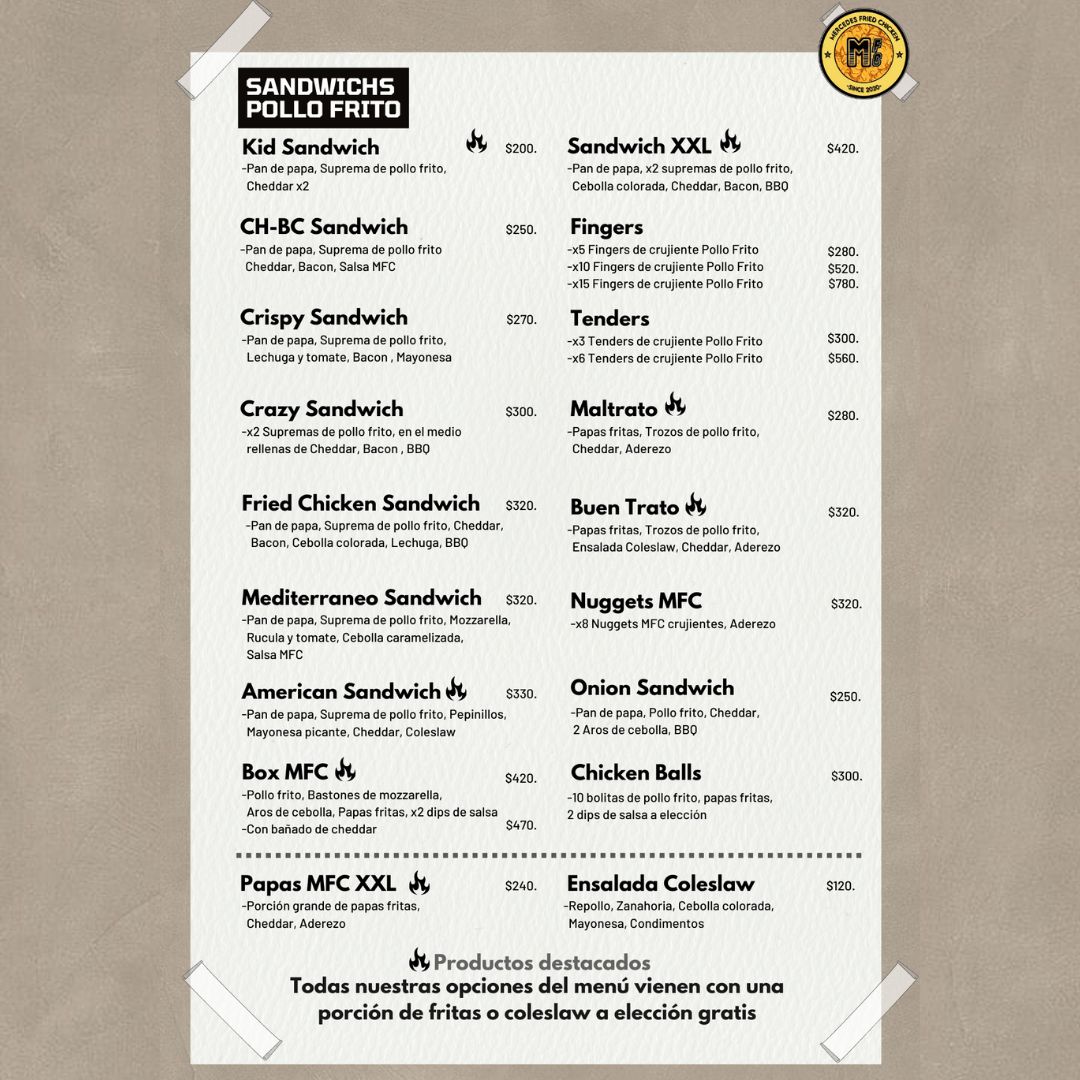 MERCEDES FRIED CHICKEN
MFC
·SINCE 2020·
SANDWICHS
POLLO FRITO
Kid Sandwich $200.
-Pan de papa, Suprema de pollo frito,
Cheddar x2
CH-BC Sandwich $250.
-Pan de papa, Suprema de pollo frito
Cheddar, Bacon, Salsa MFC
Crispy Sandwich $270.
-Pan de papa, Suprema de pollo frito,
Lechuga y tomate, Bacon , Mayonesa
Crazy Sandwich $300.
-x2 Supremas de pollo frito, en el medio
rellenas de Cheddar, Bacon , BBQ
Fried Chicken Sandwich $320.
-Pan de papa, Suprema de pollo frito, Cheddar,
Bacon, Cebolla colorada, Lechuga, BBQ
Mediterraneo Sandwich $320.
-Pan de papa, Suprema de pollo frito, Mozzarella,
Rucula y tomate, Cebolla caramelizada,
Salsa MFC
American Sandwich $330.
-Pan de papa, Suprema de pollo frito, Pepinillos,
Mayonesa picante, Cheddar, Coleslaw
Box MFC $420.
-Pollo frito, Bastones de mozzarella,
Aros de cebolla, Papas fritas, x2 dips de salsa
-Con bañado de cheddar $470.
Sandwich XXL $420.
-Pan de papa, x2 supremas de pollo frito,
Cebolla colorada, Cheddar, Bacon, BBQ
Fingers
-x5 Fingers de crujiente Pollo Frito $280.
-x10 Fingers de crujiente Pollo Frito $520.
-x15 Fingers de crujiente Pollo Frito $780.
Tenders
-x3 Tenders de crujiente Pollo Frito $300.
-x6 Tenders de crujiente Pollo Frito $560.
Maltrato $280.
-Papas fritas, Trozos de pollo frito,
Cheddar, Aderezo
Buen Trato $320.
-Papas fritas, Trozos de pollo frito,
Ensalada Coleslaw, Cheddar, Aderezo
Nuggets MFC $320.
-x8 Nuggets MFC crujientes, Aderezo
Onion Sandwich $250.
-Pan de papa, Pollo frito, Cheddar,
2 Aros de cebolla, BBQ
Chicken Balls $300.
-10 bolitas de pollo frito, papas fritas,
2 dips de salsa a elección
Papas MFC XXL $240.
-Porción grande de papas fritas,
Cheddar, Aderezo
Ensalada Coleslaw $120.
-Repollo, Zanahoria, Cebolla colorada,
Mayonesa, Condimentos
Productos destacados
Todas nuestras opciones del menú vienen con una
porción de fritas o coleslaw a elección gratis